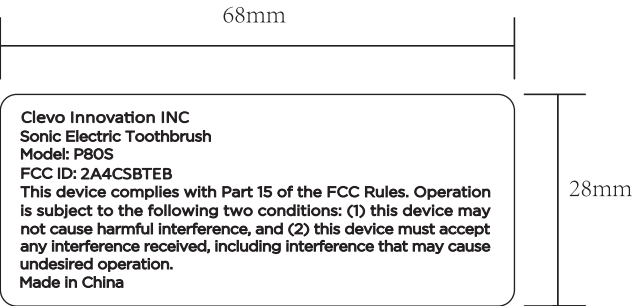 68mm
Clevo Innovation INC
Sonic Electric Toothbrush
Model: P80S
FCC ID: 2A4CSBTEB
This device complies with Part 15 of the FCC Rules. Operation
is subject to the following two conditions: (1) this device may
not cause harmful interference, and (2) this device must accept
any interference received, including interference that may cause
undesired operation.
Made in China
28mm